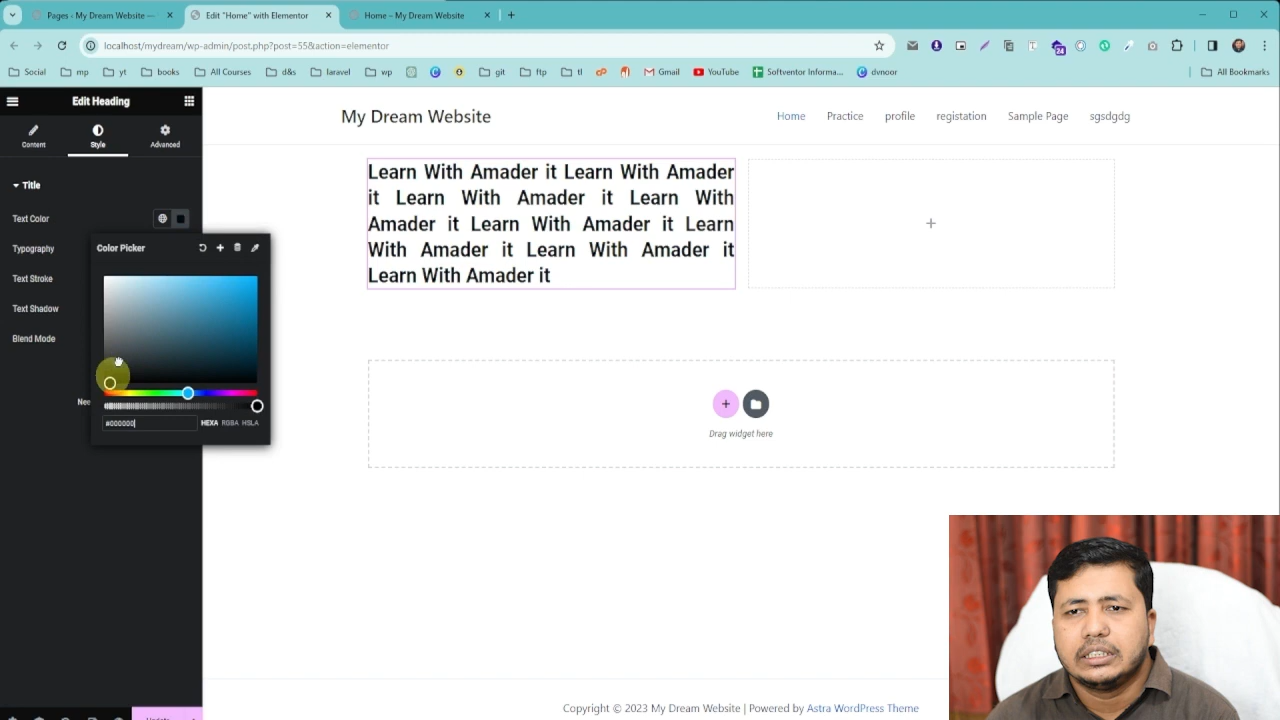 Pages ‹ My Dream Website —
Edit "Home" with Elementor
Home – My Dream Website
localhost/mydream/wp-admin/post.php?post=55&action=elementor
24
Social
mp
yt
books
All Courses
d&s
laravel
wp
git
ftp
tl
Gmail
YouTube
Softventor Informa...
dvnoor
All Bookmarks
Edit Heading
Content
Style
Advanced
Title
Text Color
Typography
Text Stroke
Text Shadow
Blend Mode
Nee
Color Picker
#000000
HEXA
RGBA
HSLA
Update
My Dream Website
Home
Practice
profile
registation
Sample Page
sgsdgdg
Learn With Amader it Learn With Amader
it Learn With Amader it Learn With
Amader it Learn With Amader it Learn
With Amader it Learn With Amader it
Learn With Amader it
Drag widget here
Copyright © 2023 My Dream Website | Powered by Astra WordPress Theme